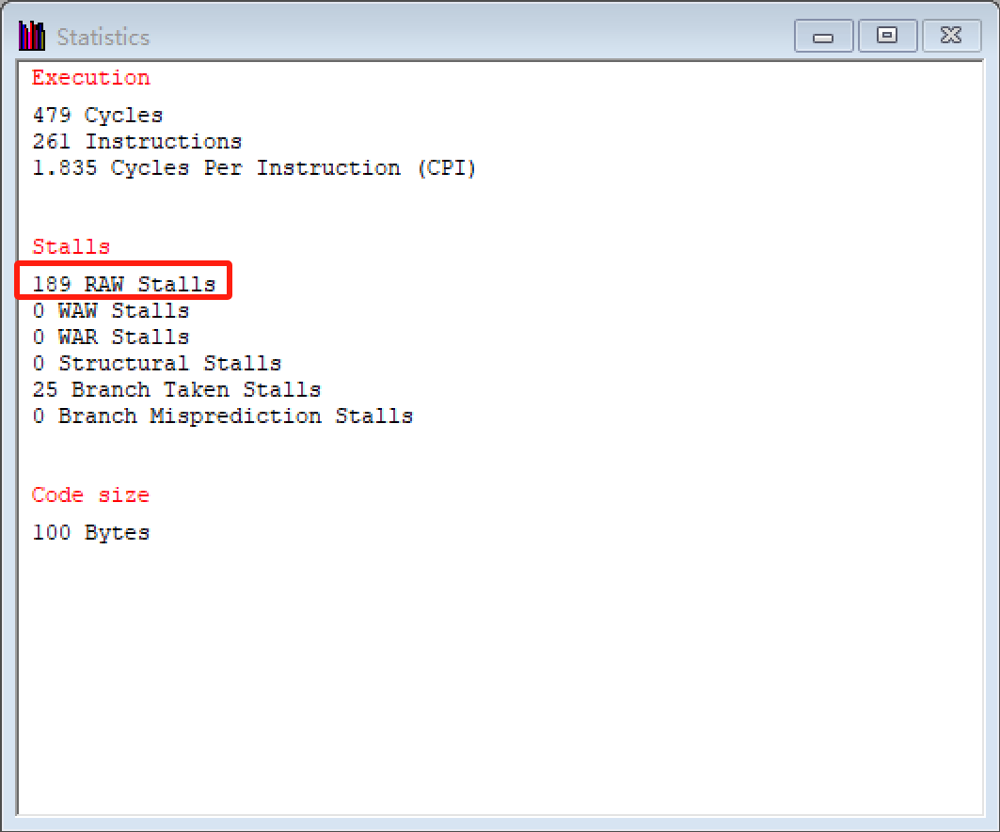 Statistics
Execution
479 Cycles
261 Instructions
1.835 Cycles Per Instruction (CPI)
Stalls
189 RAW Stalls
0 WAW Stalls
0 WAR Stalls
0 Structural Stalls
25 Branch Taken Stalls
0 Branch Misprediction Stalls
Code size
100 Bytes